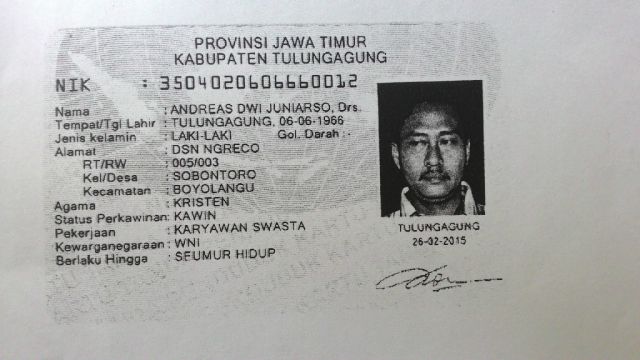 PROVINSI JAWA TIMUR
KABUPATEN TULUNGAGUNG
NIK : 3504020606660012
Nama : ANDREAS DWI JUNIARSO, Drs.
Tempat/Tgl Lahir : TULUNGAGUNG, 06-06-1966
Jenis kelamin : LAKI-LAKI Gol. Darah : -
Alamat : DSN NGRECO
RT/RW : 005/003
Kel/Desa : SOBONTORO
Kecamatan : BOYOLANGU
Agama : KRISTEN
Status Perkawinan: KAWIN
Pekerjaan : KARYAWAN SWASTA
Kewarganegaraan : WNI
Berlaku Hingga : SEUMUR HIDUP
TULUNGAGUNG
26-02-2015